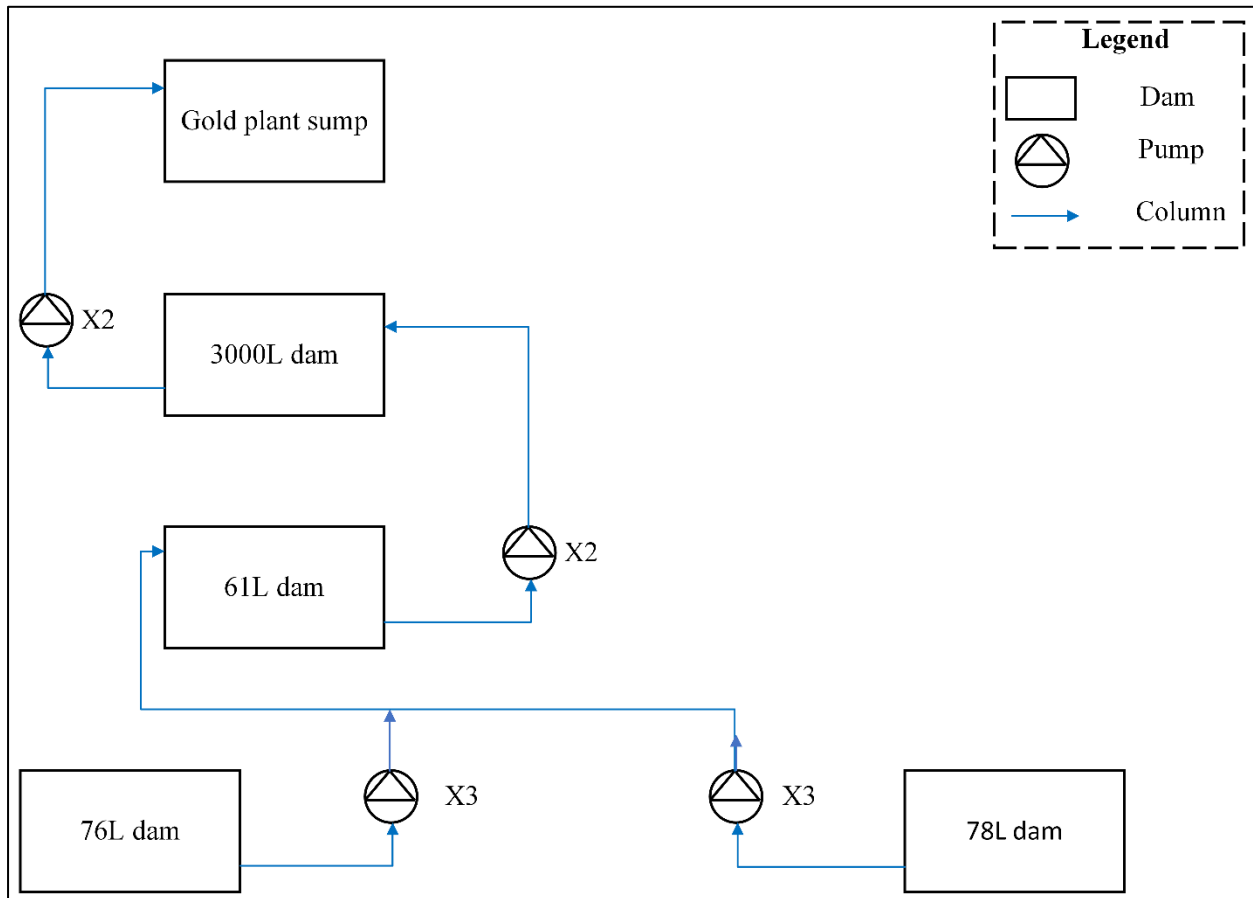 Legend
Dam
Pump
Column
Gold plant sump
X2
3000L dam
X2
61L dam
X3
X3
76L dam
78L dam